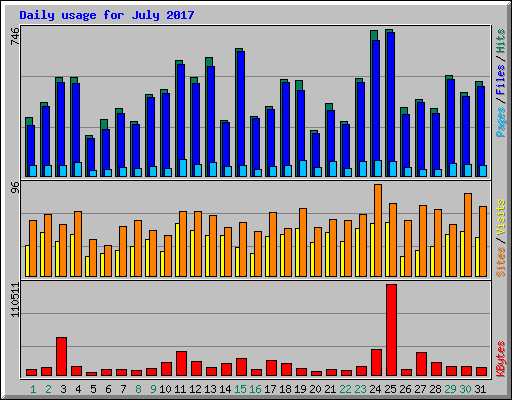 Daily usage for July 2017
746
Pages / Files / Hits
96
Sites / Visits
110511
KBytes
1 2 3 4 5 6 7 8 9 10 11 12 13 14 15 16 17 18 19 20 21 22 23 24 25 26 27 28 29 30 31